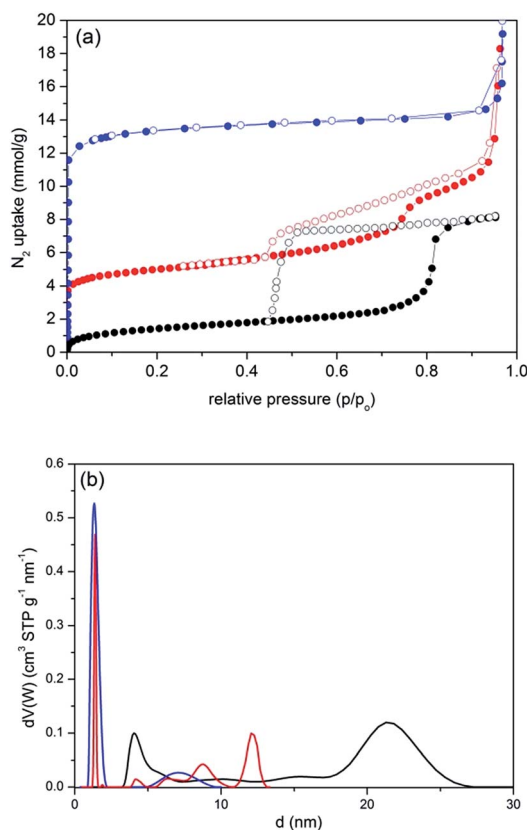 (a)
20
18
16
14
12
10
8
6
4
2
0
N₂ uptake (mmol/g)
0.0 0.2 0.4 0.6 0.8 1.0
relative pressure (p/pₒ)
(b)
0.6
0.5
0.4
0.3
0.2
0.1
0.0
dV(W) (cm³ STP g⁻¹ nm⁻¹)
0 10 20 30
d (nm)